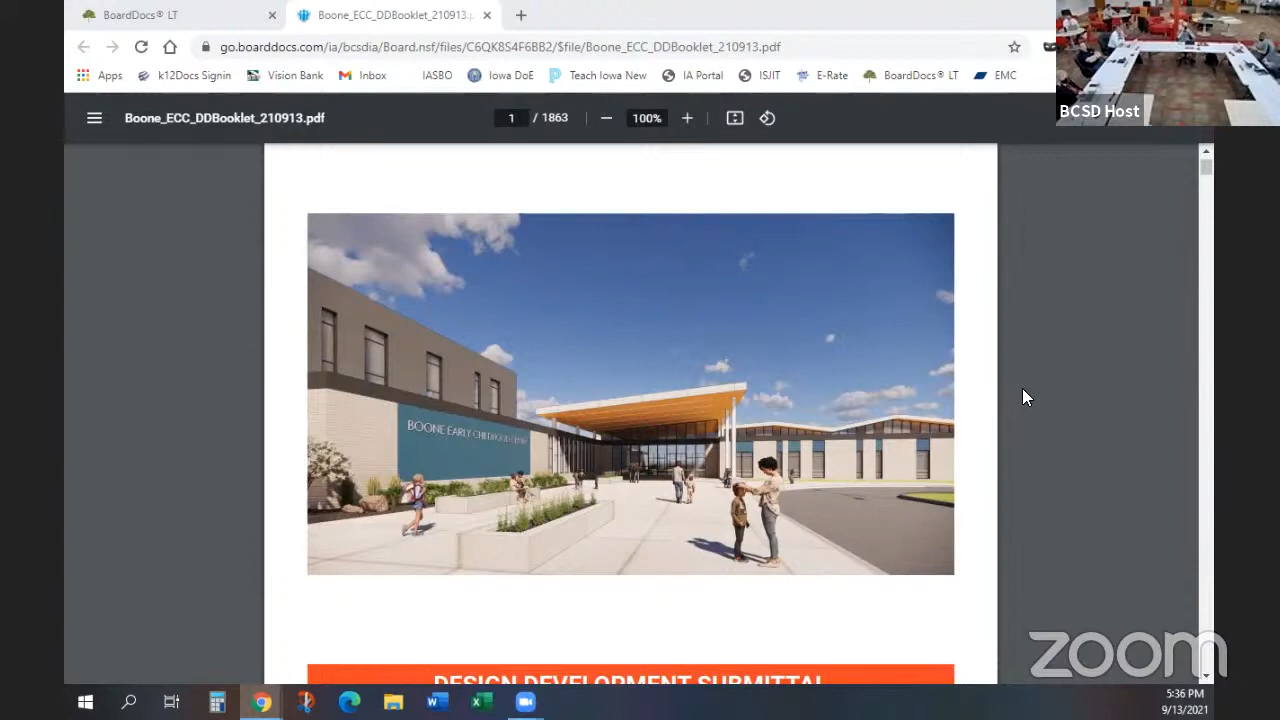 BoardDocs® LT
Boone_ECC_DDBooklet_210913.p
go.boarddocs.com/ia/bcsdia/Board.nsf/files/C6QK8S4F6BB2/$file/Boone_ECC_DDBooklet_210913.pdf
Apps k12Docs Signin Vision Bank Inbox IASBO Iowa DoE Teach Iowa New IA Portal ISJIT E-Rate BoardDocs® LT EMC
BCSD Host
Boone_ECC_DDBooklet_210913.pdf
1 / 1863
100%
BOONE EARLY CHILDHOOD
DESIGN DEVELOPMENT SUBMITTAL
zoom
5:36 PM
9/13/2021